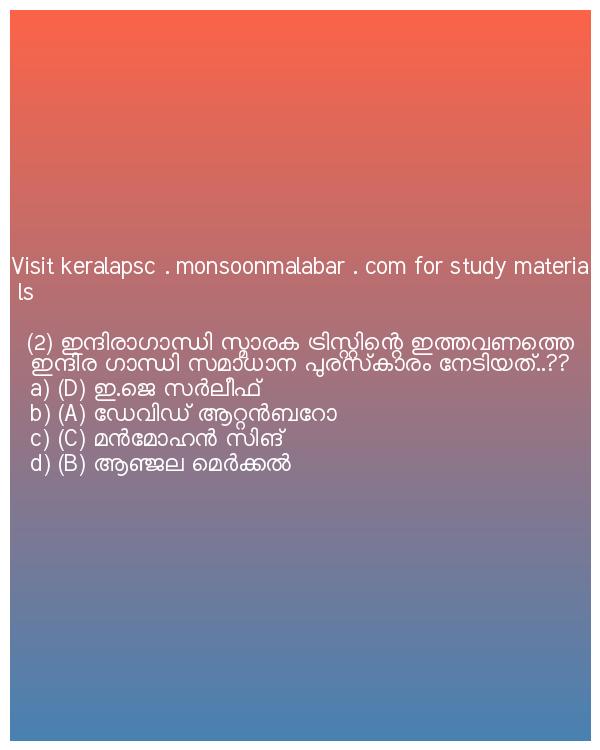 Visit keralapsc . monsoonmalabar . com for study materia
ls
(2) ഇന്ദിരാഗാന്ധി സ്മാരക ട്രിസ്റ്റിന്റെ ഇത്തവണത്തെ
ഇന്ദിര ഗാന്ധി സമാധാന പുരസ്‌കാരം നേടിയത്..??
a) (D) ഇ.ജെ സർലീഫ്
b) (A) ഡേവിഡ് ആറ്റൻബറോ
c) (C) മൻമോഹൻ സിങ്
d) (B) ആഞ്ജല മെർക്കൽ